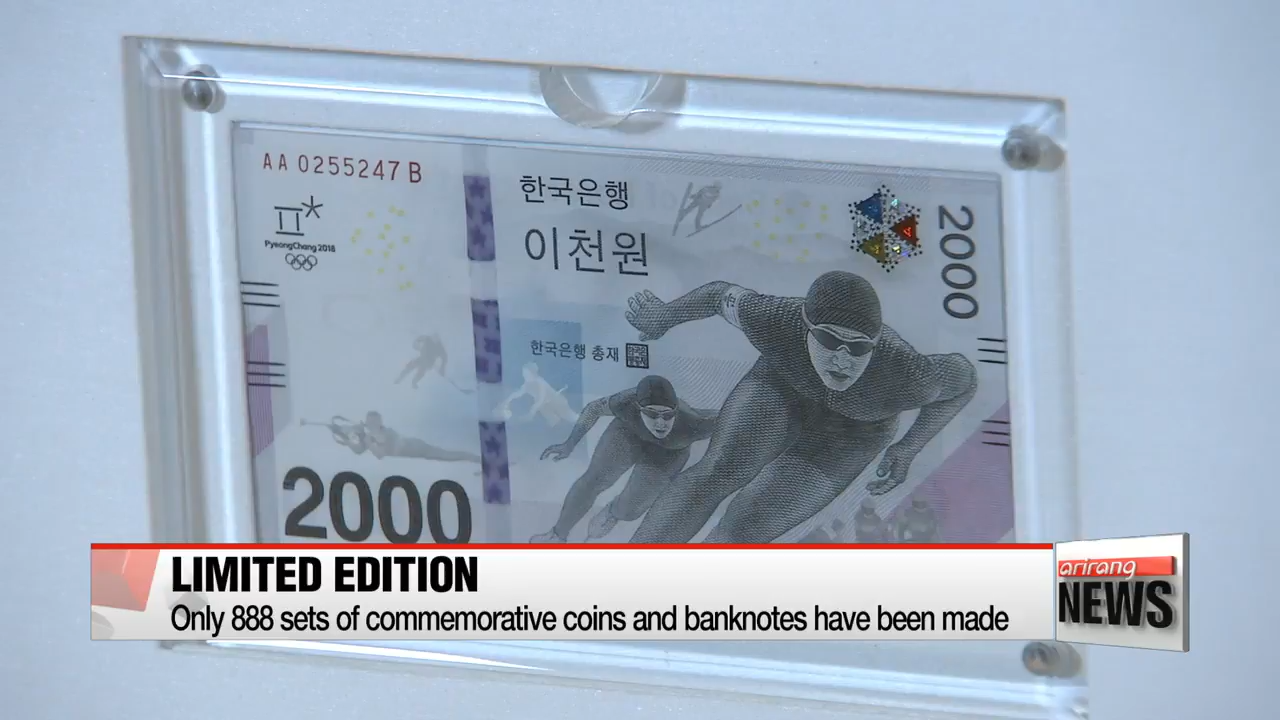 AA 0255247 B
한국은행
이천원
2000
PyeongChang 2018
한국은행 총재
2000
LIMITED EDITION
Only 888 sets of commemorative coins and banknotes have been made
arirang
NEWS